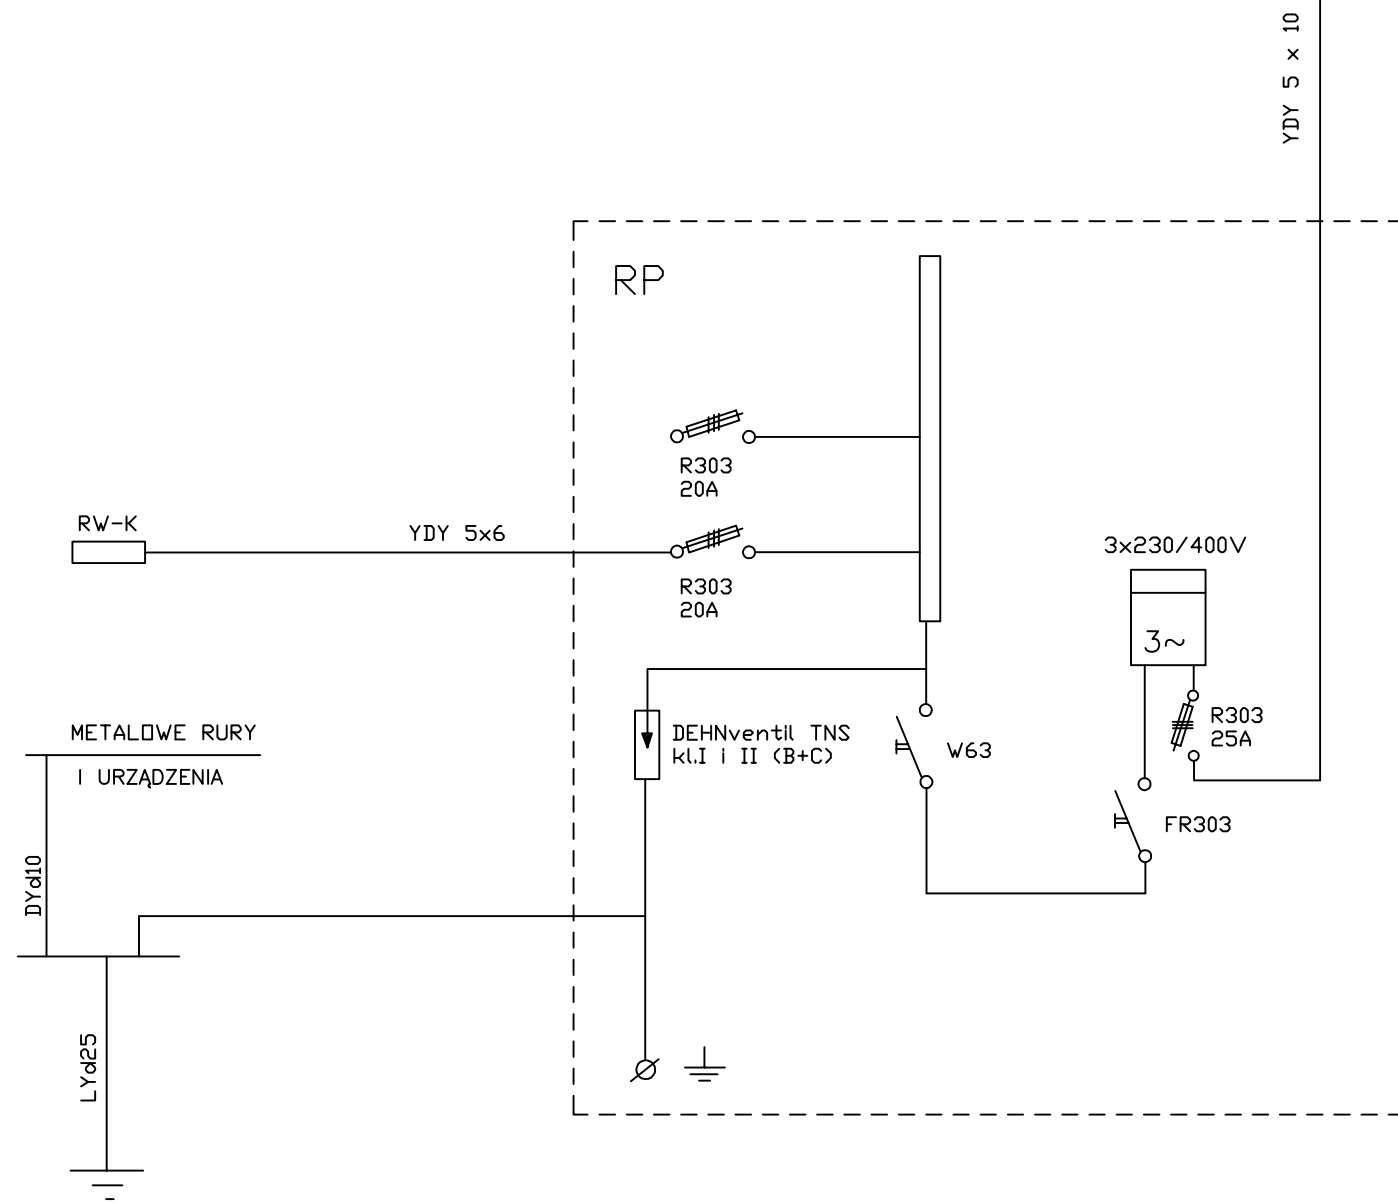 YDY 5 x 10
RP
R303
20A
RW-K
YDY 5x6
R303
20A
3x230/400V
3~
METALOWE RURY
I URZĄDZENIA
DEHNventil TNS
kl.I i II (B+C)
W63
R303
25A
FR303
DYd10
LYd25